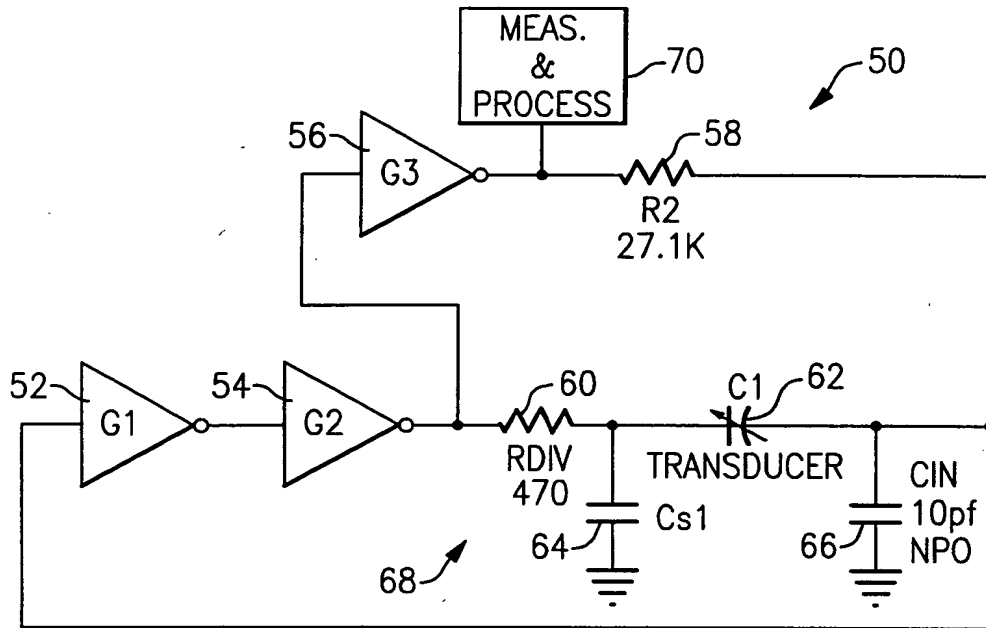 MEAS.
&
PROCESS
70
50
56
G3
58
R2
27.1K
52
G1
54
G2
60
RDIV
470
C1
62
TRANSDUCER
64
Cs1
66
CIN
10pf
NPO
68